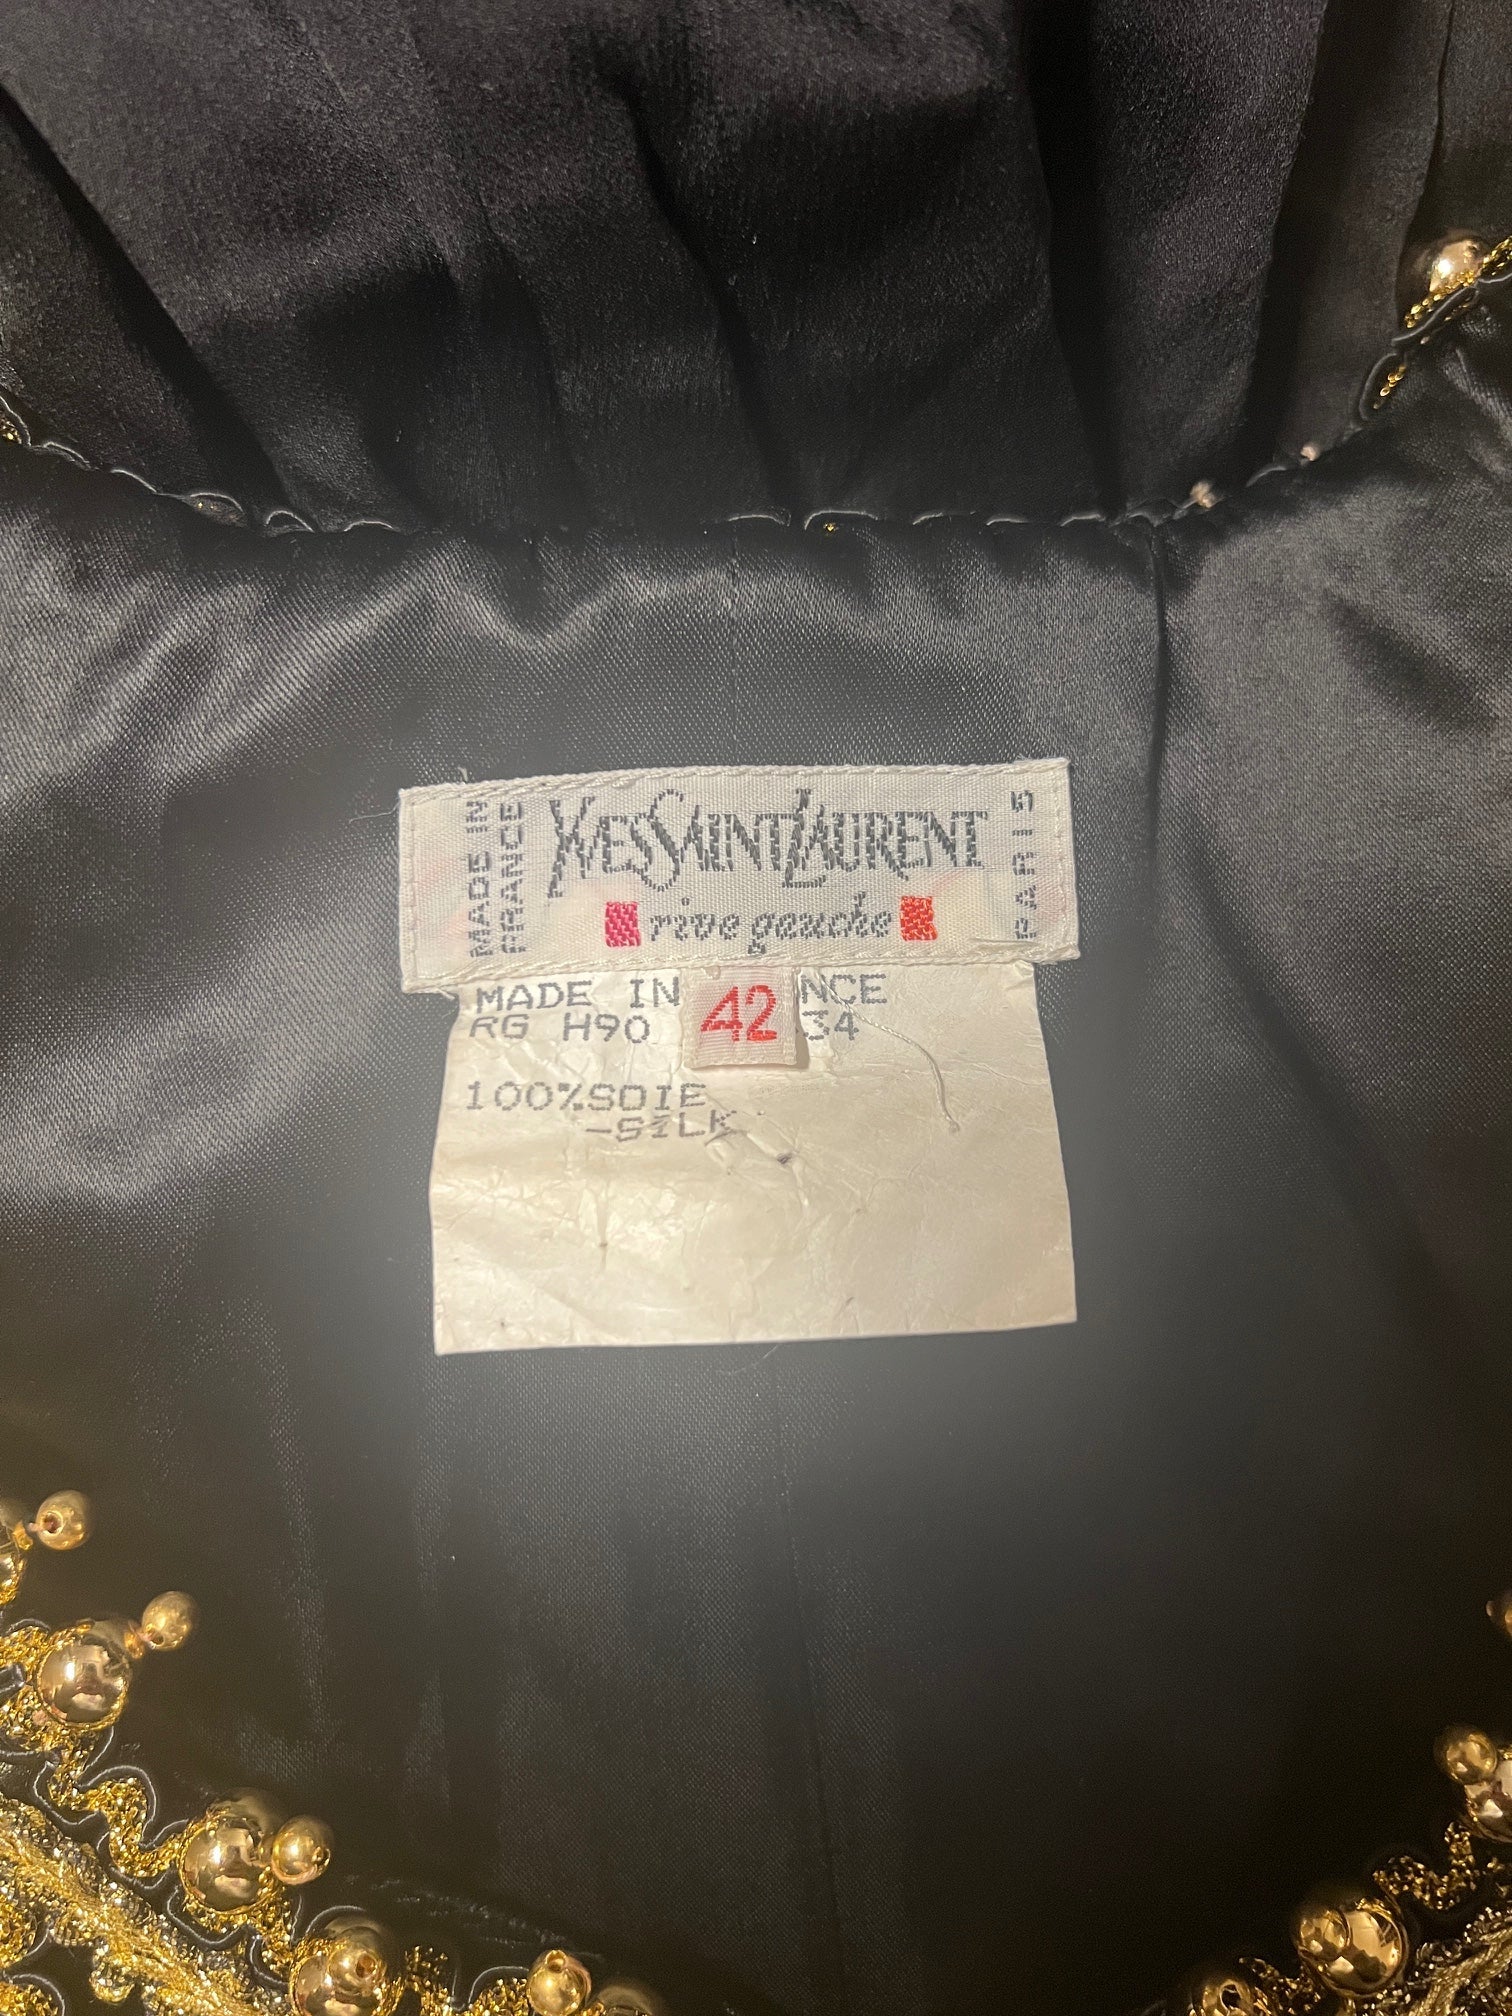 MADE IN
FRANCE
YVESSAINTLAURENT
PARIS
rive gauche
MADE IN 42 NCE
RG H90 34
100%SOIE
-SILK